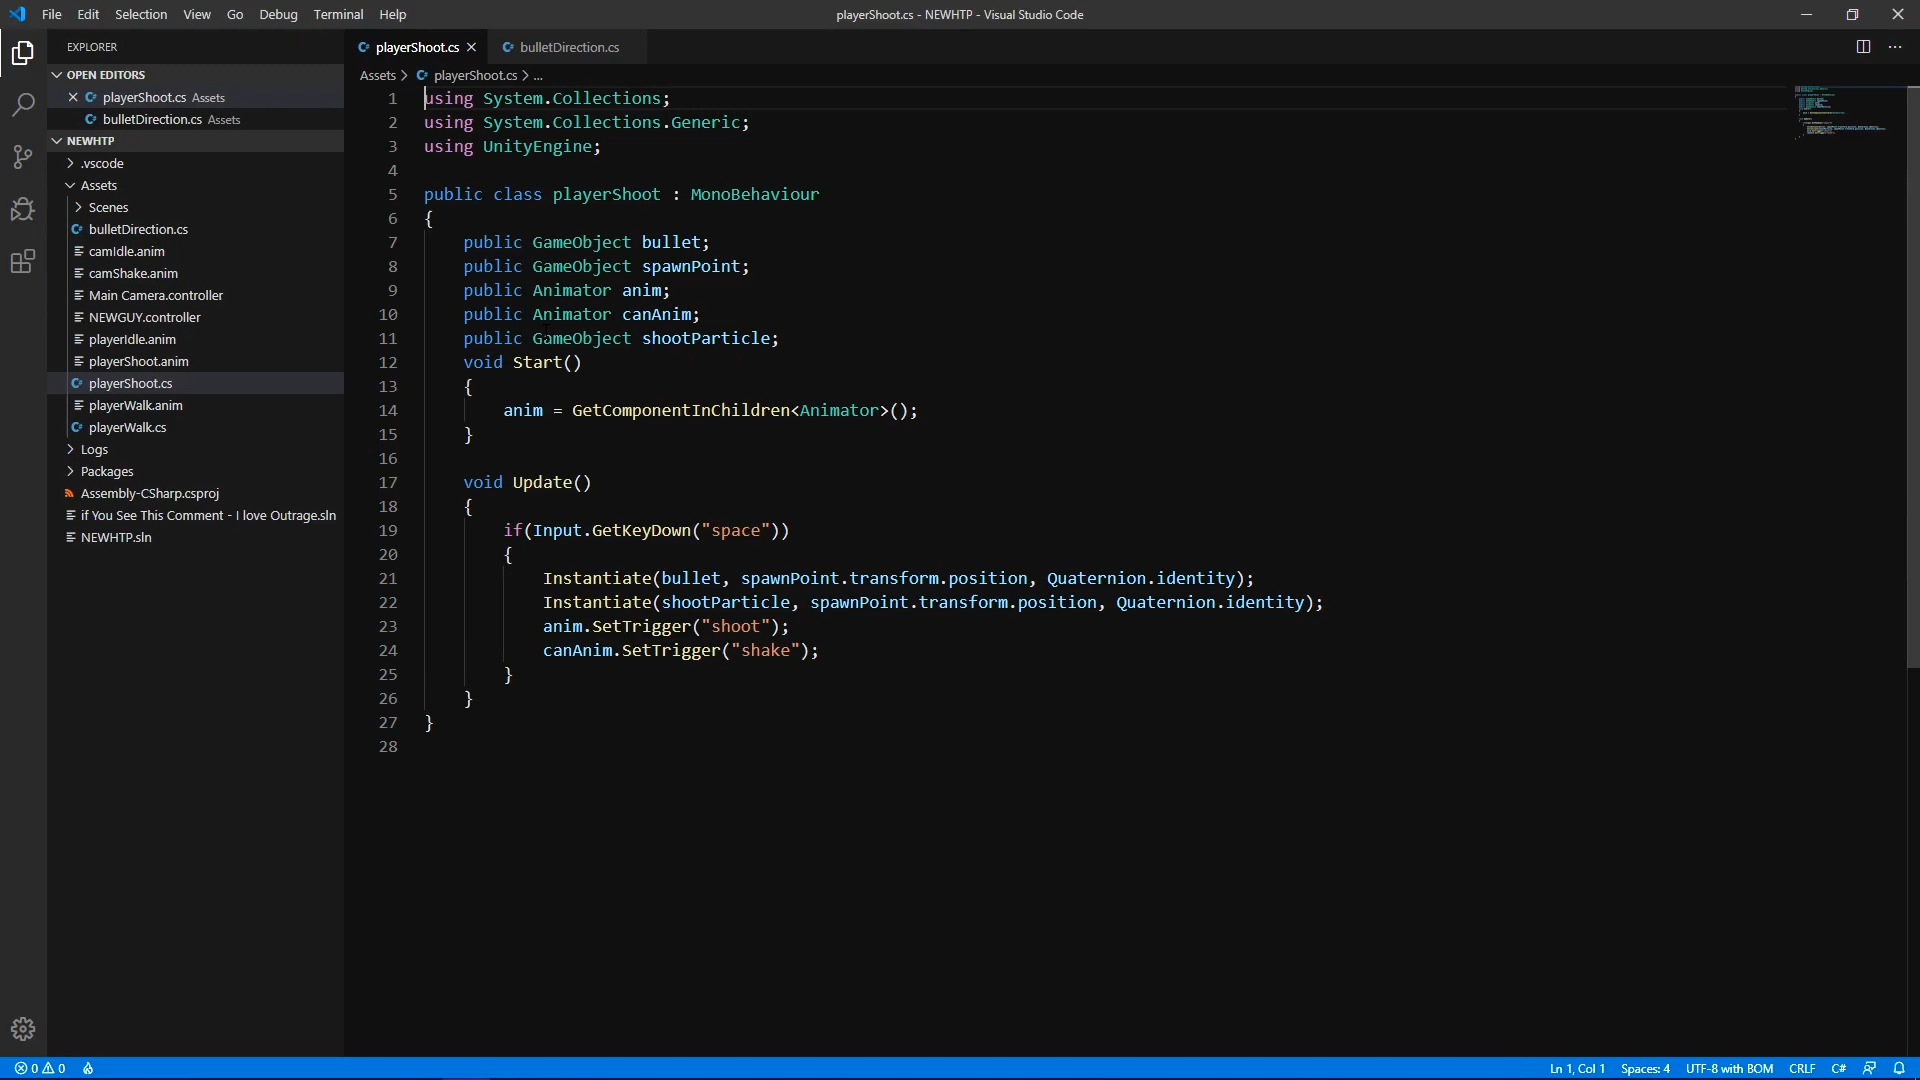 File Edit Selection View Go Debug Terminal Help
playerShoot.cs - NEWHTP - Visual Studio Code
EXPLORER
OPEN EDITORS
playerShoot.cs Assets
bulletDirection.cs Assets
NEWHTP
.vscode
Assets
Scenes
bulletDirection.cs
camIdle.anim
camShake.anim
Main Camera.controller
NEWGUY.controller
playerIdle.anim
playerShoot.anim
playerShoot.cs
playerWalk.anim
playerWalk.cs
Logs
Packages
Assembly-CSharp.csproj
if You See This Comment - I love Outrage.sln
NEWHTP.sln
playerShoot.cs
bulletDirection.cs
Assets > playerShoot.cs > ...
1 using System.Collections;
2 using System.Collections.Generic;
3 using UnityEngine;
4
5 public class playerShoot : MonoBehaviour
6 {
7 public GameObject bullet;
8 public GameObject spawnPoint;
9 public Animator anim;
10 public Animator canAnim;
11 public GameObject shootParticle;
12 void Start()
13 {
14 anim = GetComponentInChildren<Animator>();
15 }
16
17 void Update()
18 {
19 if(Input.GetKeyDown("space"))
20 {
21 Instantiate(bullet, spawnPoint.transform.position, Quaternion.identity);
22 Instantiate(shootParticle, spawnPoint.transform.position, Quaternion.identity);
23 anim.SetTrigger("shoot");
24 canAnim.SetTrigger("shake");
25 }
26 }
27 }
28
0 0
Ln 1, Col 1 Spaces: 4 UTF-8 with BOM CRLF C#